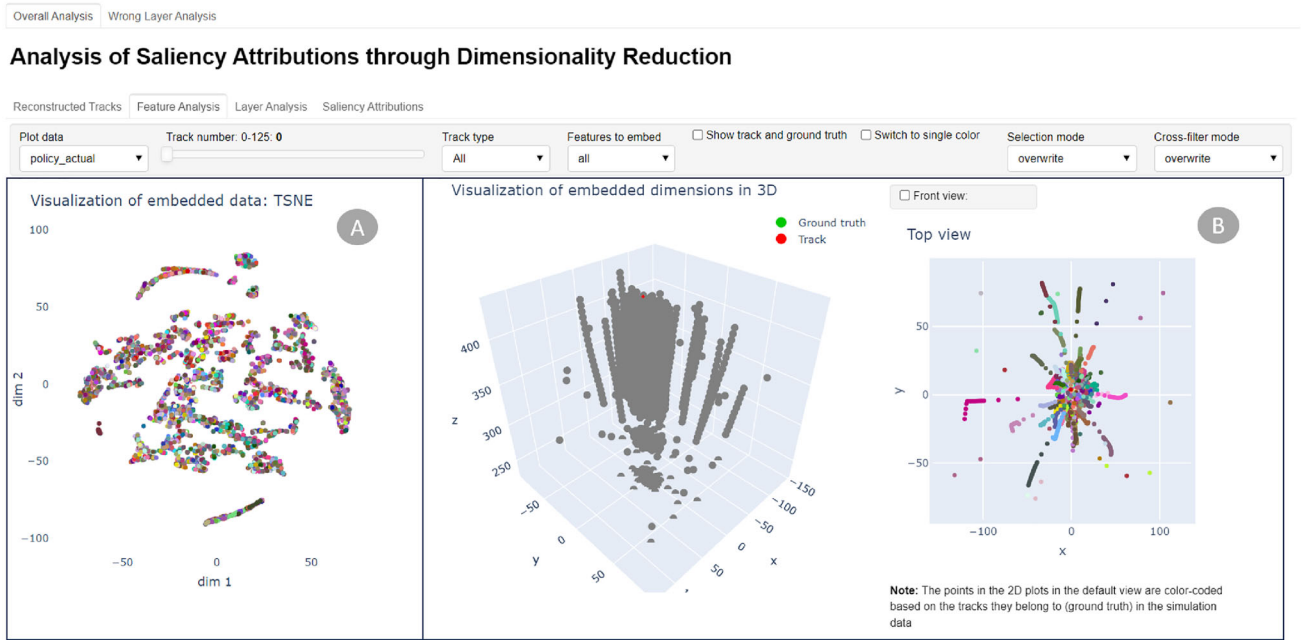 Overall Analysis Wrong Layer Analysis
Analysis of Saliency Attributions through Dimensionality Reduction
Reconstructed Tracks Feature Analysis Layer Analysis Saliency Attributions
Plot data Track number: 0-125: 0 Track type Features to embed Show track and ground truth Switch to single color Selection mode Cross-filter mode
policy_actual All all overwrite overwrite
Visualization of embedded data: TSNE
A
100
50
0
−50
−100
dim 2
−50 0 50
dim 1
Visualization of embedded dimensions in 3D
Ground truth
Track
400
350
300
250
z
−50
0
50
y
−150
−100
−50
0
50
x
Front view:
B
Top view
50
0
−50
y
−100 0 100
x
Note: The points in the 2D plots in the default view are color-coded
based on the tracks they belong to (ground truth) in the simulation
data